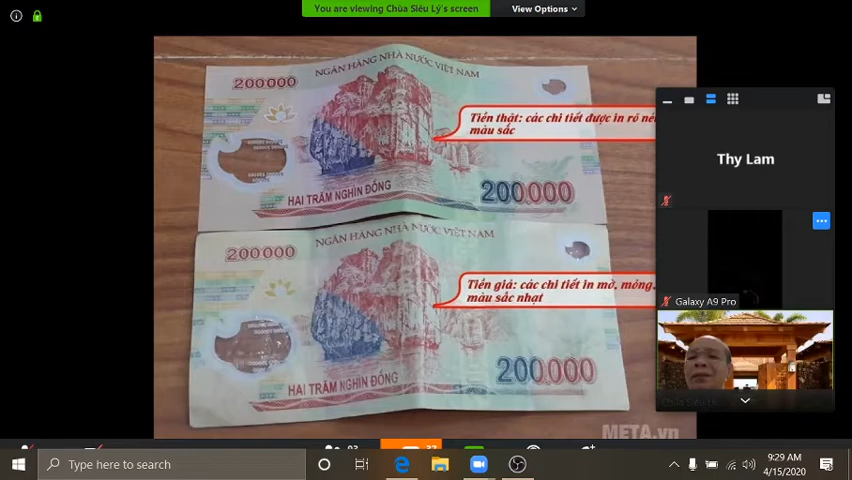 You are viewing Chùa Siêu Lý's screen
View Options
200000
NGÂN HÀNG NHÀ NƯỚC VIỆT NAM
Tiền thật: các chi tiết được in rõ
màu sắc
HAI TRĂM NGHÌN ĐỒNG
200.000
200000
NGÂN HÀNG NHÀ NƯỚC VIỆT NAM
Tiền giả: các chi tiết in mờ, mỏng,
màu sắc nhạt
HAI TRĂM NGHÌN ĐỒNG
200.000
META.vn
Thy Lam
Galaxy A9 Pro
Type here to search
9:29 AM
4/15/2020